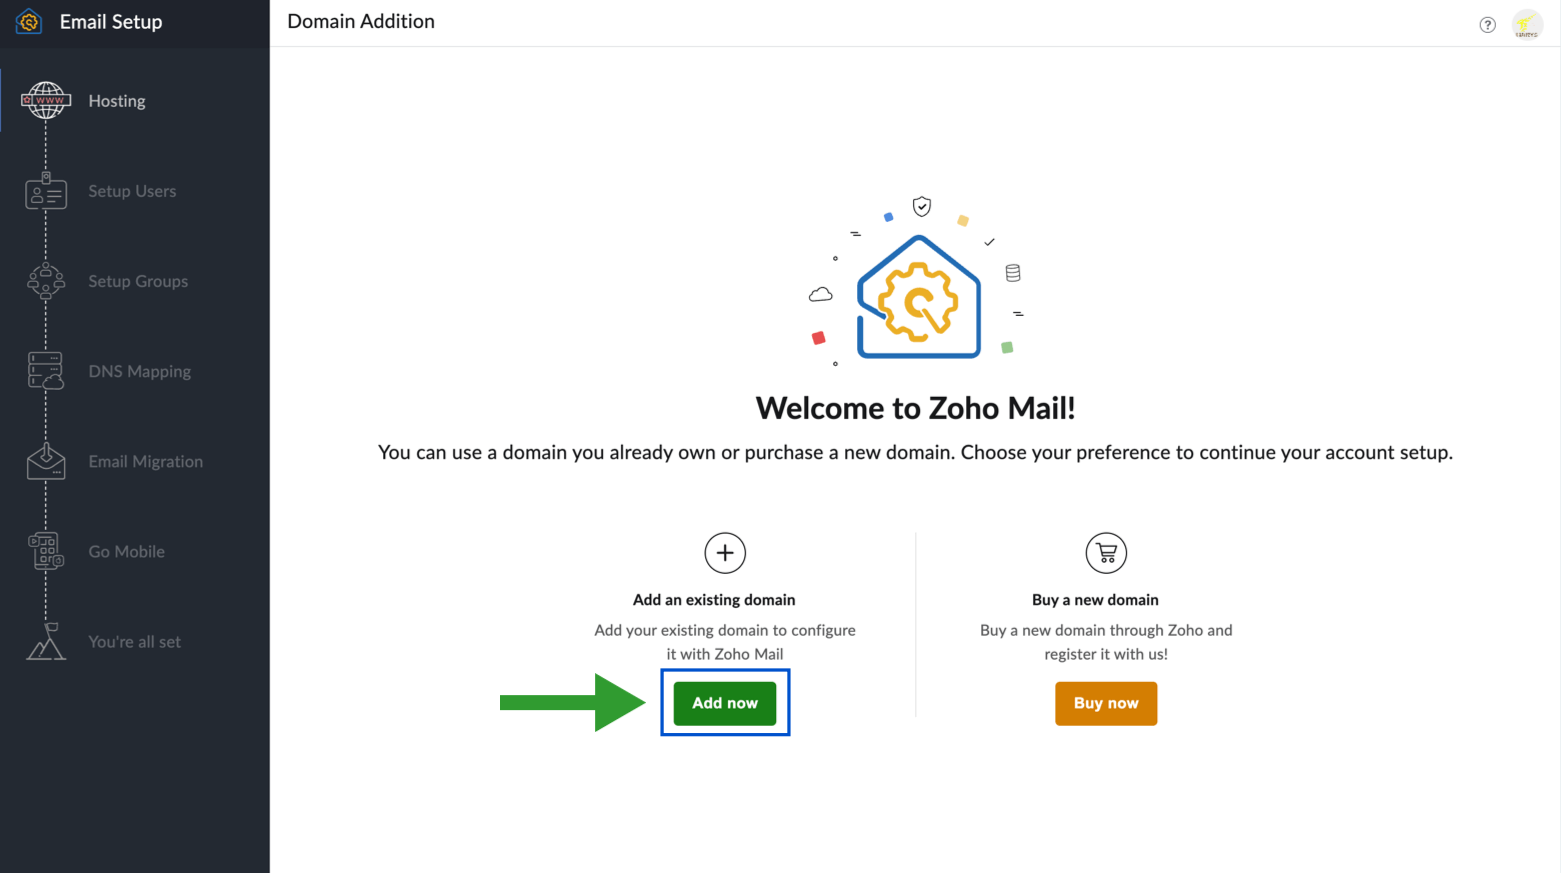 Email Setup
Domain Addition
?
WWW
Hosting
Setup Users
Setup Groups
DNS Mapping
Email Migration
Go Mobile
You're all set
Welcome to Zoho Mail!
You can use a domain you already own or purchase a new domain. Choose your preference to continue your account setup.
Add an existing domain
Add your existing domain to configure
it with Zoho Mail
Add now
Buy a new domain
Buy a new domain through Zoho and
register it with us!
Buy now